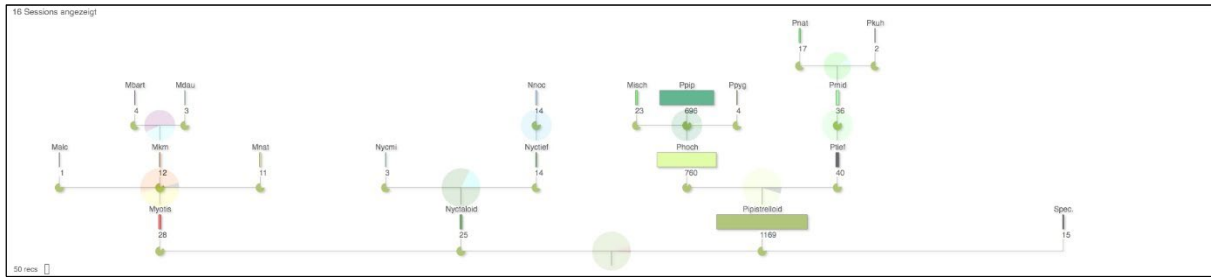 16 Sessions angezeigt
Pnat Pkuh
17 2
Mbart Mdau Nnoc Misch Ppip Ppyg Pmid
4 3 14 23 696 4 36
Malc Mkm Mnat Nycmi Nyctief Phoch Ptief
1 12 11 3 14 760 40
Myotis Nyctaloid Pipistrelloid Spec.
26 25 1169 15
50 recs